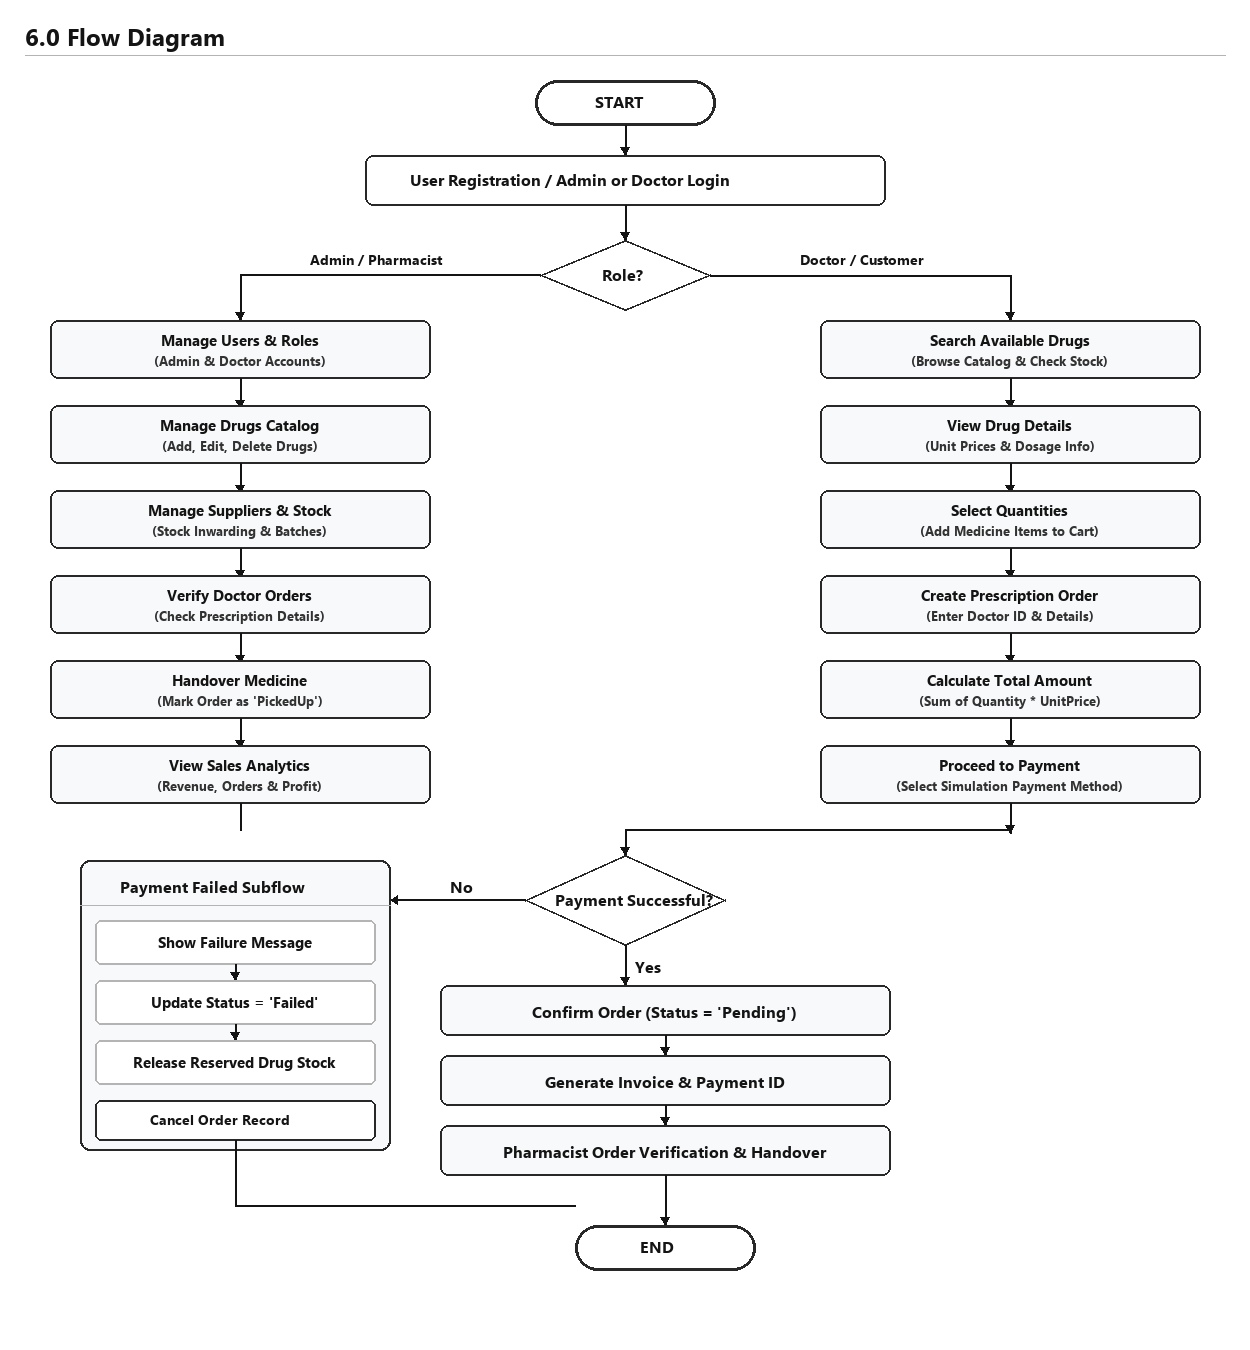 6.0 Flow Diagram
START
User Registration / Admin or Doctor Login
Role?
Admin / Pharmacist
Doctor / Customer
Manage Users & Roles
(Admin & Doctor Accounts)
Manage Drugs Catalog
(Add, Edit, Delete Drugs)
Manage Suppliers & Stock
(Stock Inwarding & Batches)
Verify Doctor Orders
(Check Prescription Details)
Handover Medicine
(Mark Order as 'PickedUp')
View Sales Analytics
(Revenue, Orders & Profit)
Search Available Drugs
(Browse Catalog & Check Stock)
View Drug Details
(Unit Prices & Dosage Info)
Select Quantities
(Add Medicine Items to Cart)
Create Prescription Order
(Enter Doctor ID & Details)
Calculate Total Amount
(Sum of Quantity * UnitPrice)
Proceed to Payment
(Select Simulation Payment Method)
Payment Successful?
No
Yes
Payment Failed Subflow
Show Failure Message
Update Status = 'Failed'
Release Reserved Drug Stock
Cancel Order Record
Confirm Order (Status = 'Pending')
Generate Invoice & Payment ID
Pharmacist Order Verification & Handover
END